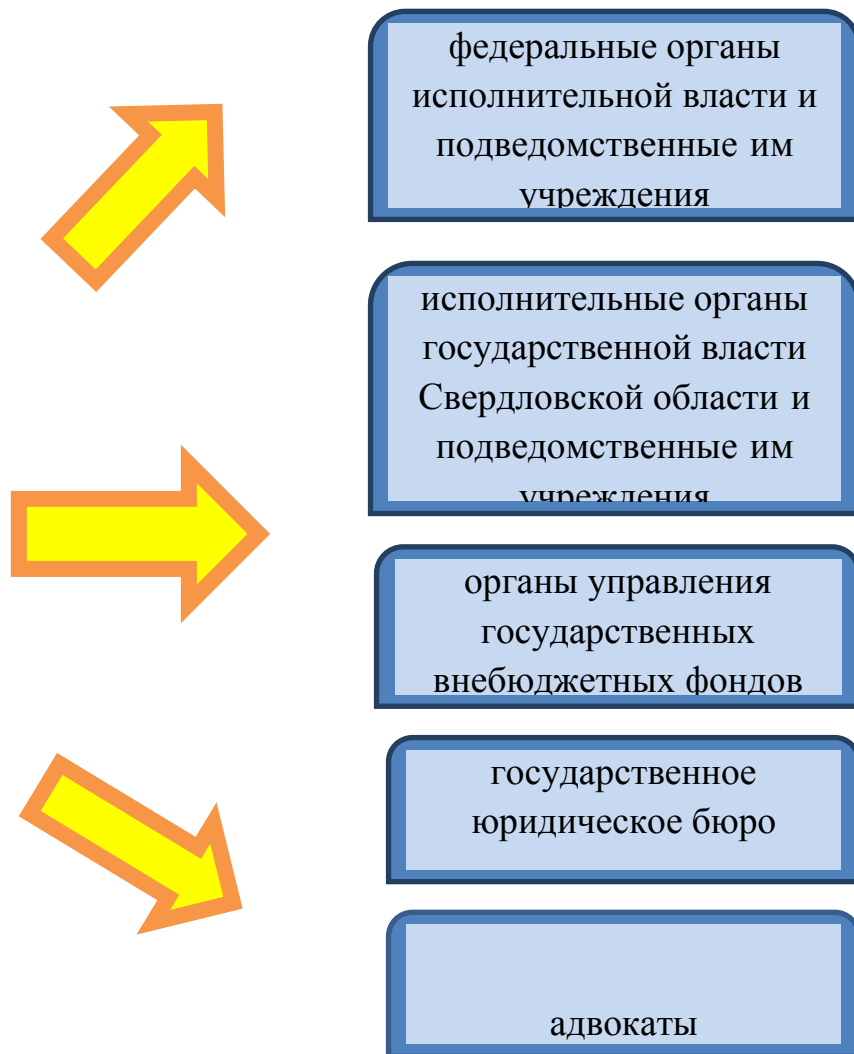 федеральные органы
исполнительной власти и
подведомственные им
учреждения
исполнительные органы
государственной власти
Свердловской области и
подведомственные им
учреждения
органы управления
государственных
внебюджетных фондов
государственное
юридическое бюро
адвокаты